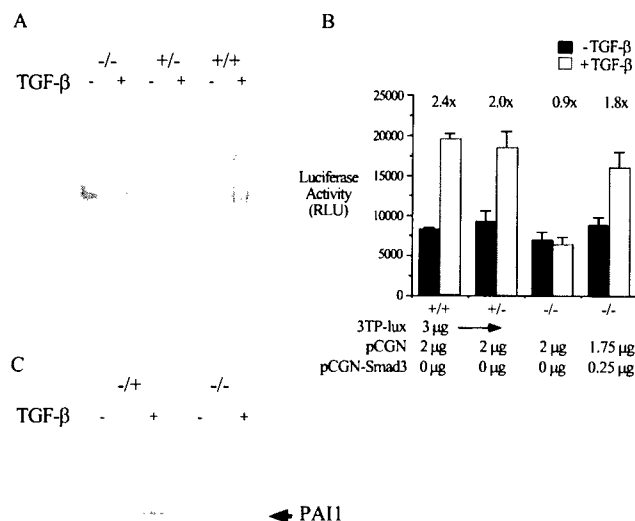 A
-/- +/- +/+
TGF-β - + - + - +
B
-TGF-β
+TGF-β
2.4x 2.0x 0.9x 1.8x
25000
20000
15000
10000
5000
0
Luciferase
Activity
(RLU)
+/+ +/- -/- -/-
3TP-lux 3 µg
pCGN 2 µg 2 µg 2 µg 1.75 µg
pCGN-Smad3 0 µg 0 µg 0 µg 0.25 µg
C
-/+ -/-
TGF-β - + - +
PAI1